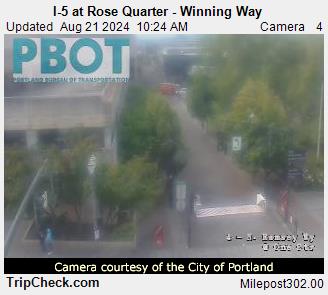 I-5 at Rose Quarter - Winning Way
Updated Aug 21 2024 10:24 AM Camera 4
PBOT
PORTLAND BUREAU OF TRANSPORTATION
3
Camera courtesy of the City of Portland
TripCheck.com Milepost302.00